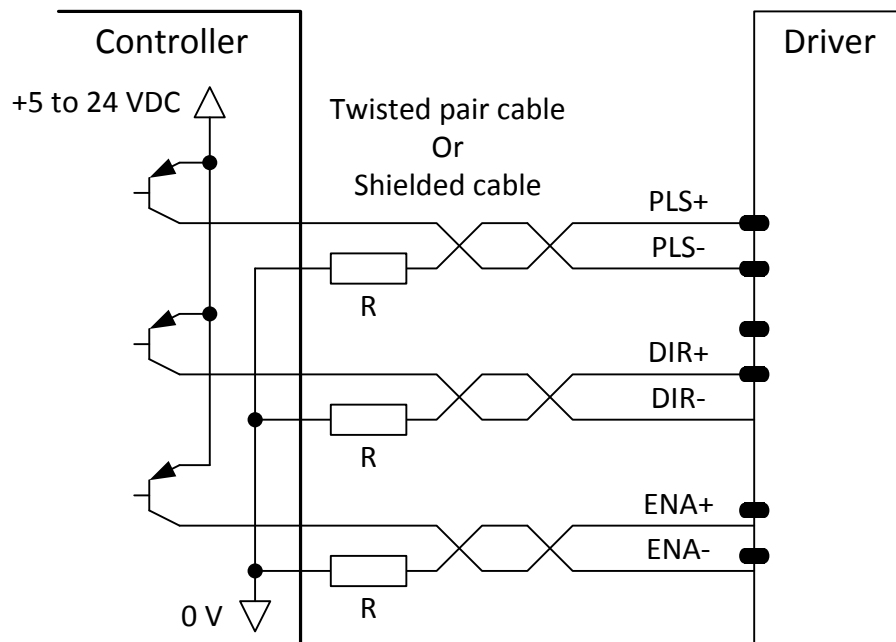 Controller
Driver
+5 to 24 VDC
Twisted pair cable
Or
Shielded cable
PLS+
PLS-
R
DIR+
DIR-
R
ENA+
ENA-
R
0 V